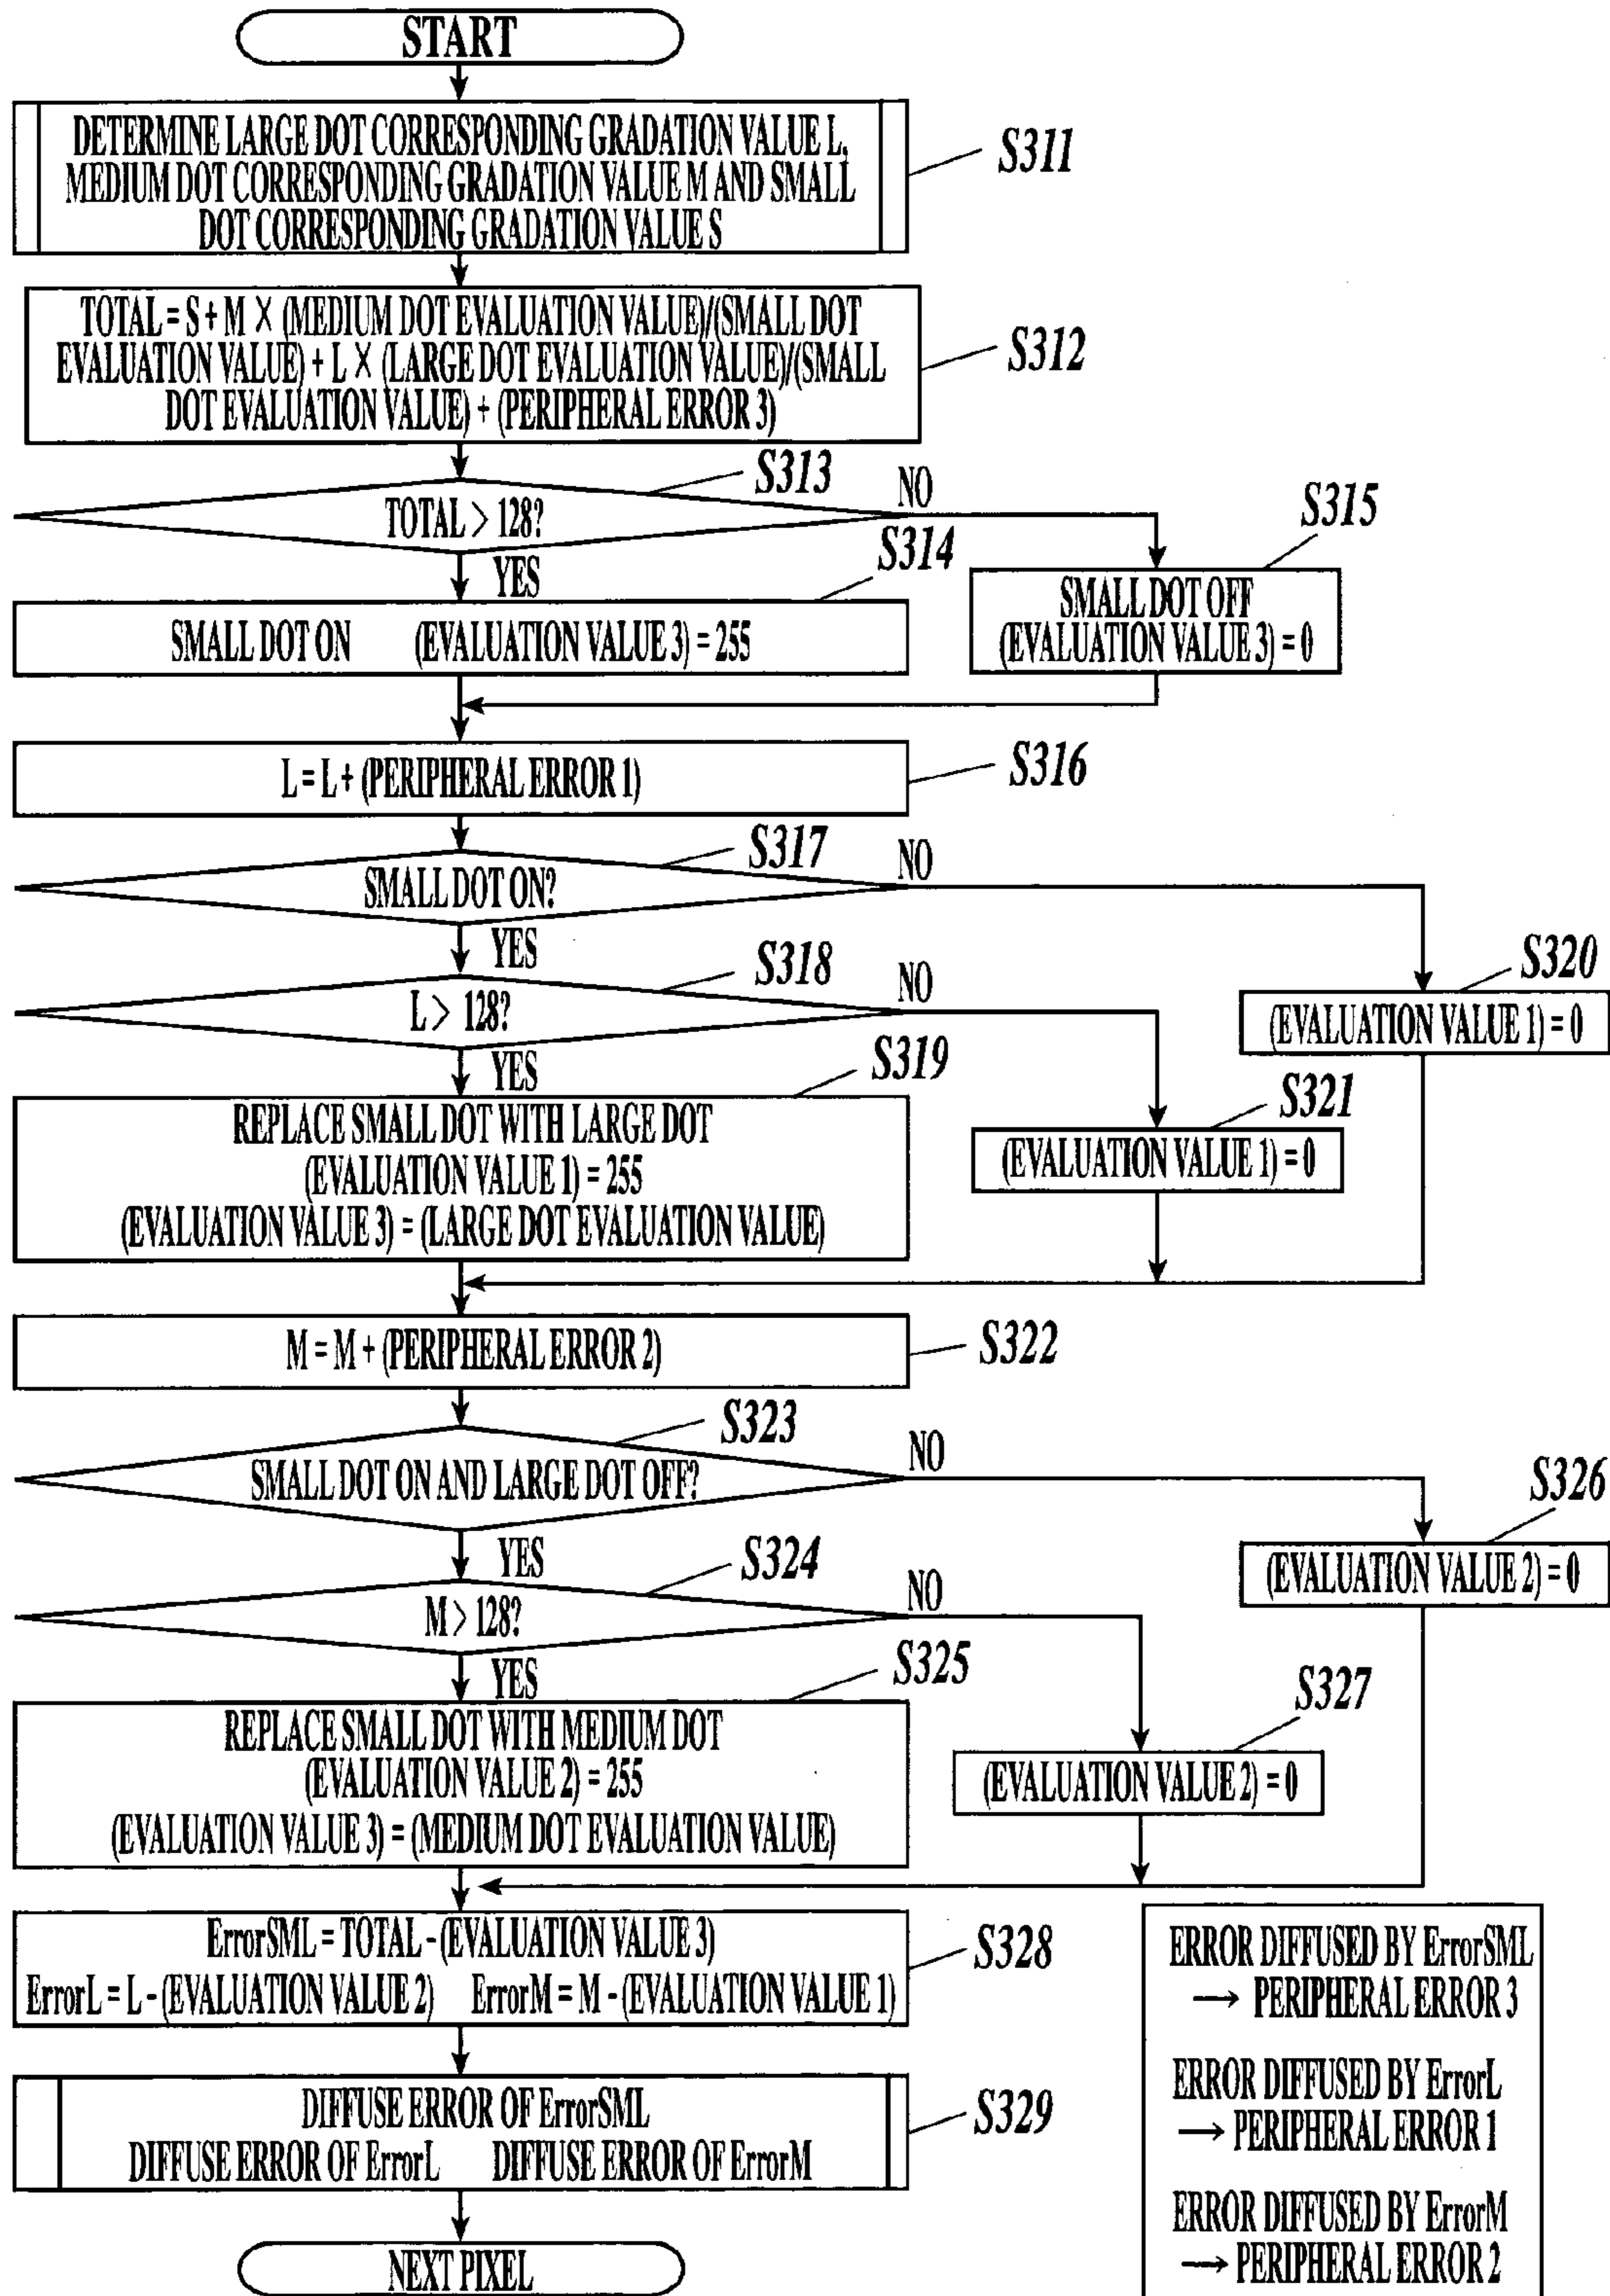 START
DETERMINE LARGE DOT CORRESPONDING GRADATION VALUE L,
MEDIUM DOT CORRESPONDING GRADATION VALUE M AND SMALL
DOT CORRESPONDING GRADATION VALUE S
S311
TOTAL = S + M × (MEDIUM DOT EVALUATION VALUE)/(SMALL DOT
EVALUATION VALUE) + L × (LARGE DOT EVALUATION VALUE)/(SMALL
DOT EVALUATION VALUE) + (PERIPHERAL ERROR 3)
S312
S313
NO
TOTAL > 128?
YES
S314
S315
SMALL DOT ON (EVALUATION VALUE 3) = 255
SMALL DOT OFF
(EVALUATION VALUE 3) = 0
L = L + (PERIPHERAL ERROR 1)
S316
S317
NO
SMALL DOT ON?
YES
S318
NO
L > 128?
YES
S320
(EVALUATION VALUE 1) = 0
S319
S321
(EVALUATION VALUE 1) = 0
REPLACE SMALL DOT WITH LARGE DOT
(EVALUATION VALUE 1) = 255
(EVALUATION VALUE 3) = (LARGE DOT EVALUATION VALUE)
M = M + (PERIPHERAL ERROR 2)
S322
S323
NO
SMALL DOT ON AND LARGE DOT OFF?
YES
S324
NO
M > 128?
YES
S326
(EVALUATION VALUE 2) = 0
S325
S327
(EVALUATION VALUE 2) = 0
REPLACE SMALL DOT WITH MEDIUM DOT
(EVALUATION VALUE 2) = 255
(EVALUATION VALUE 3) = (MEDIUM DOT EVALUATION VALUE)
ErrorSML = TOTAL - (EVALUATION VALUE 3)
ErrorL = L - (EVALUATION VALUE 2) ErrorM = M - (EVALUATION VALUE 1)
S328
DIFFUSE ERROR OF ErrorSML
DIFFUSE ERROR OF ErrorL DIFFUSE ERROR OF ErrorM
S329
NEXT PIXEL
ERROR DIFFUSED BY ErrorSML
→ PERIPHERAL ERROR 3
ERROR DIFFUSED BY ErrorL
→ PERIPHERAL ERROR 1
ERROR DIFFUSED BY ErrorM
→ PERIPHERAL ERROR 2